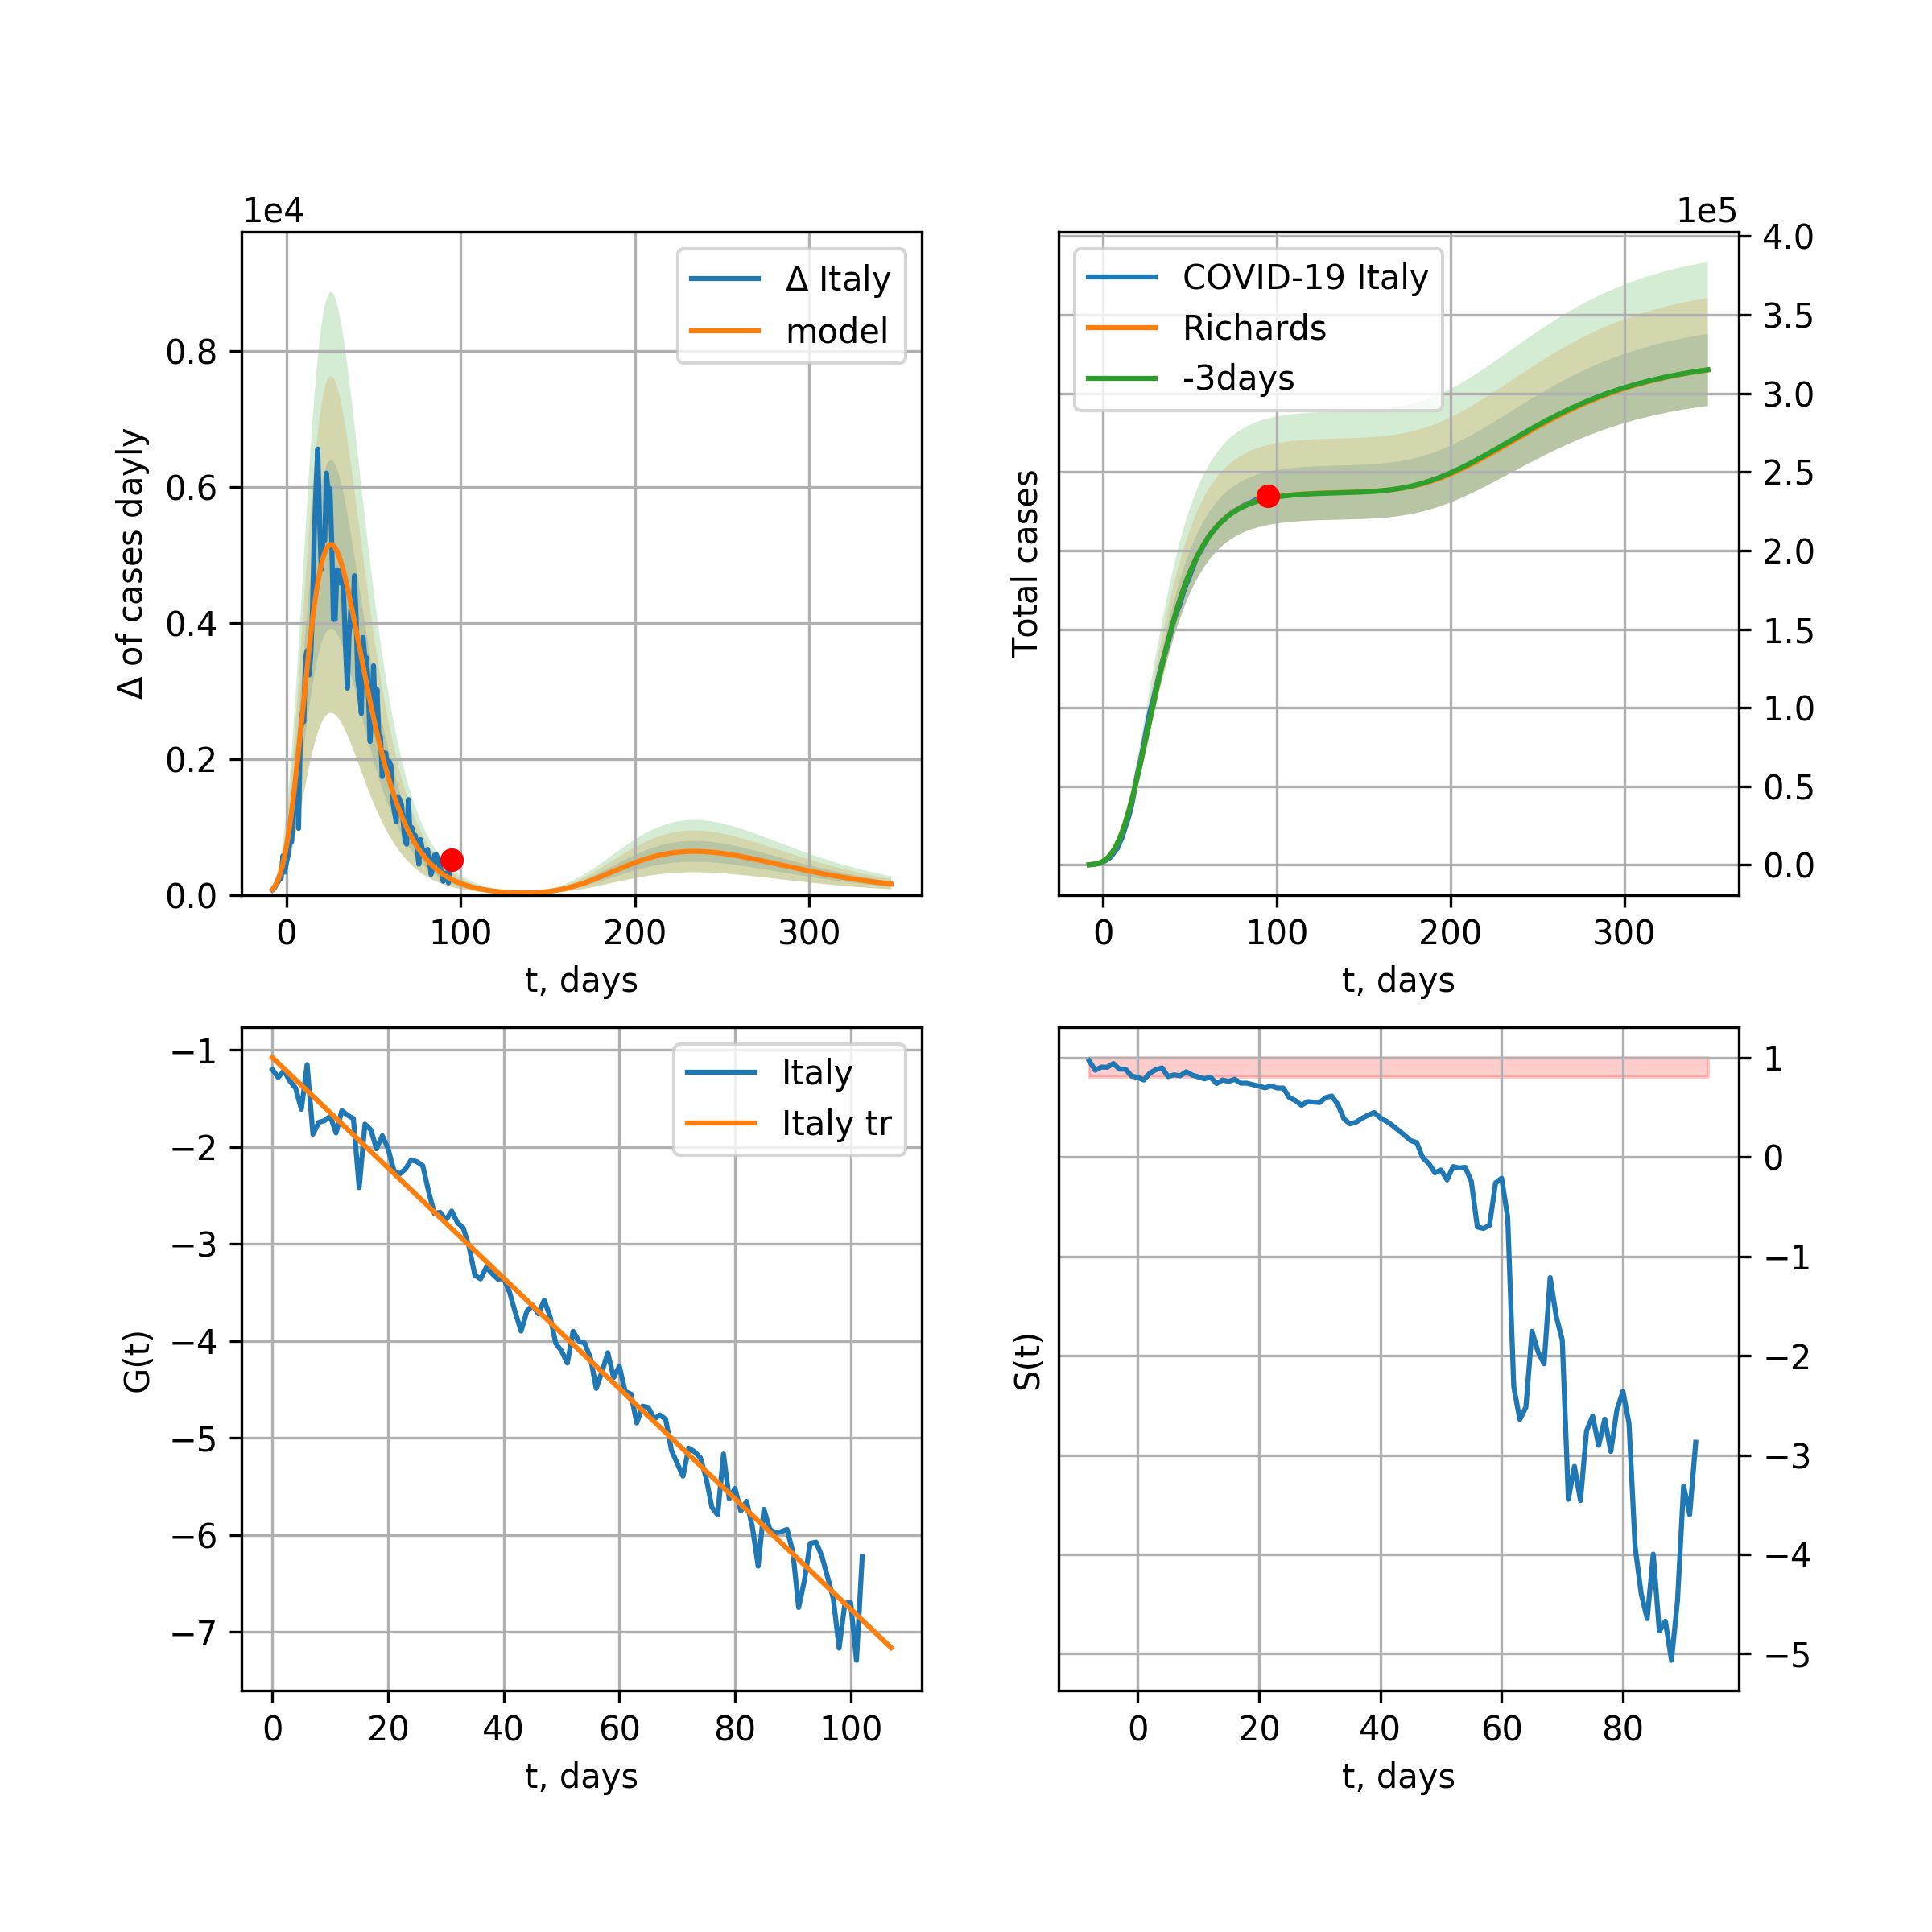 1e4
Δ Italy
model
0.8
0.6
0.4
0.2
0.0
Δ of cases dayly
0 100 200 300
t, days
1e5
COVID-19 Italy
Richards
-3days
4.0
3.5
3.0
2.5
2.0
1.5
1.0
0.5
0.0
Total cases
0 100 200 300
t, days
Italy
Italy tr
−1
−2
−3
−4
−5
−6
−7
G(t)
0 20 40 60 80 100
t, days
1
0
−1
−2
−3
−4
−5
S(t)
0 20 40 60 80
t, days